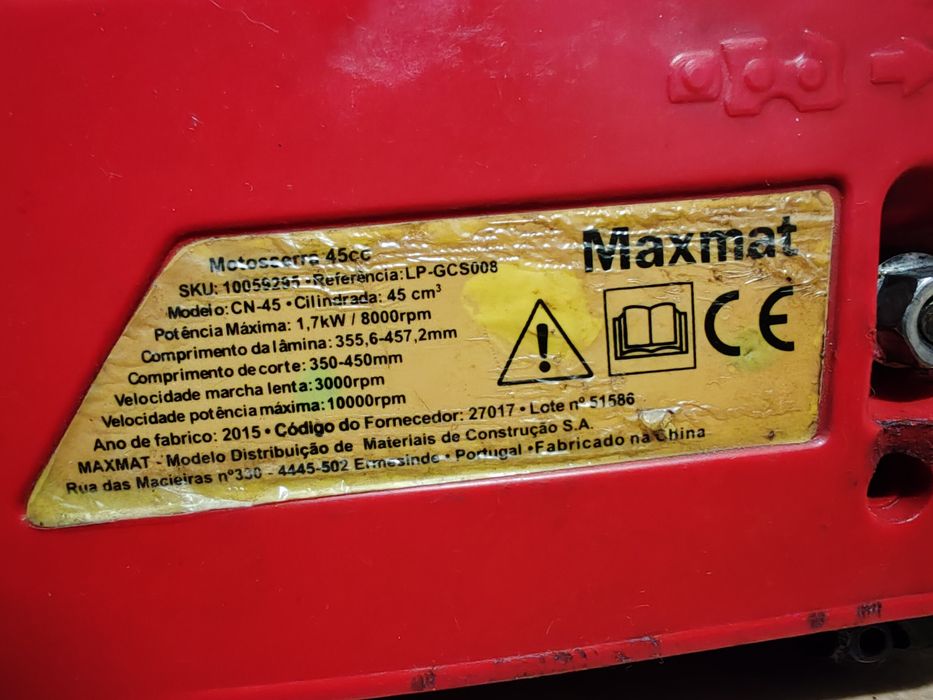 Maxmat
Motosserra 45cc
SKU: 10059295 • Referência: LP-GCS008
Modelo: CN-45 • Cilindrada: 45 cm³
Potência Máxima: 1,7kW / 8000rpm
Comprimento da lâmina: 355,6-457,2mm
Comprimento de corte: 350-450mm
Velocidade marcha lenta: 3000rpm
Velocidade potência máxima: 10000rpm
Ano de fabrico: 2015 • Código do Fornecedor: 27017 • Lote nº 51586
MAXMAT - Modelo Distribuição de Materiais de Construção S.A.
Rua das Macieiras nº330 - 4445-502 Ermesinde • Portugal • Fabricado na China
CE